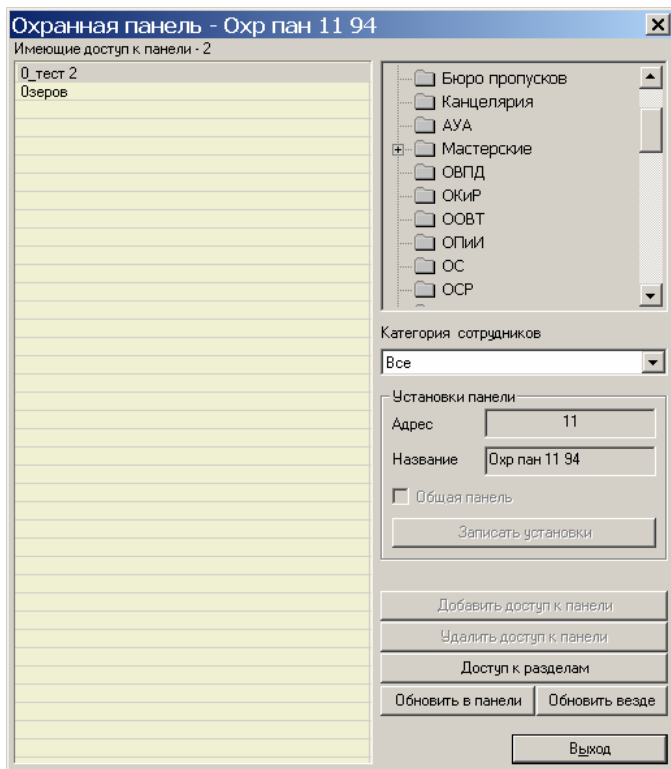 Охранная панель - Охр пан 11 94
Имеющие доступ к панели - 2
0_тест 2
Озеров
Бюро пропусков
Канцелярия
АУА
Мастерские
ОВПД
ОКиР
ООВТ
ОПиИ
ОС
ОСР
Категория сотрудников
Все
Установки панели
Адрес 11
Название Охр пан 11 94
Общая панель
Записать установки
Добавить доступ к панели
Удалить доступ к панели
Доступ к разделам
Обновить в панели Обновить везде
Выход